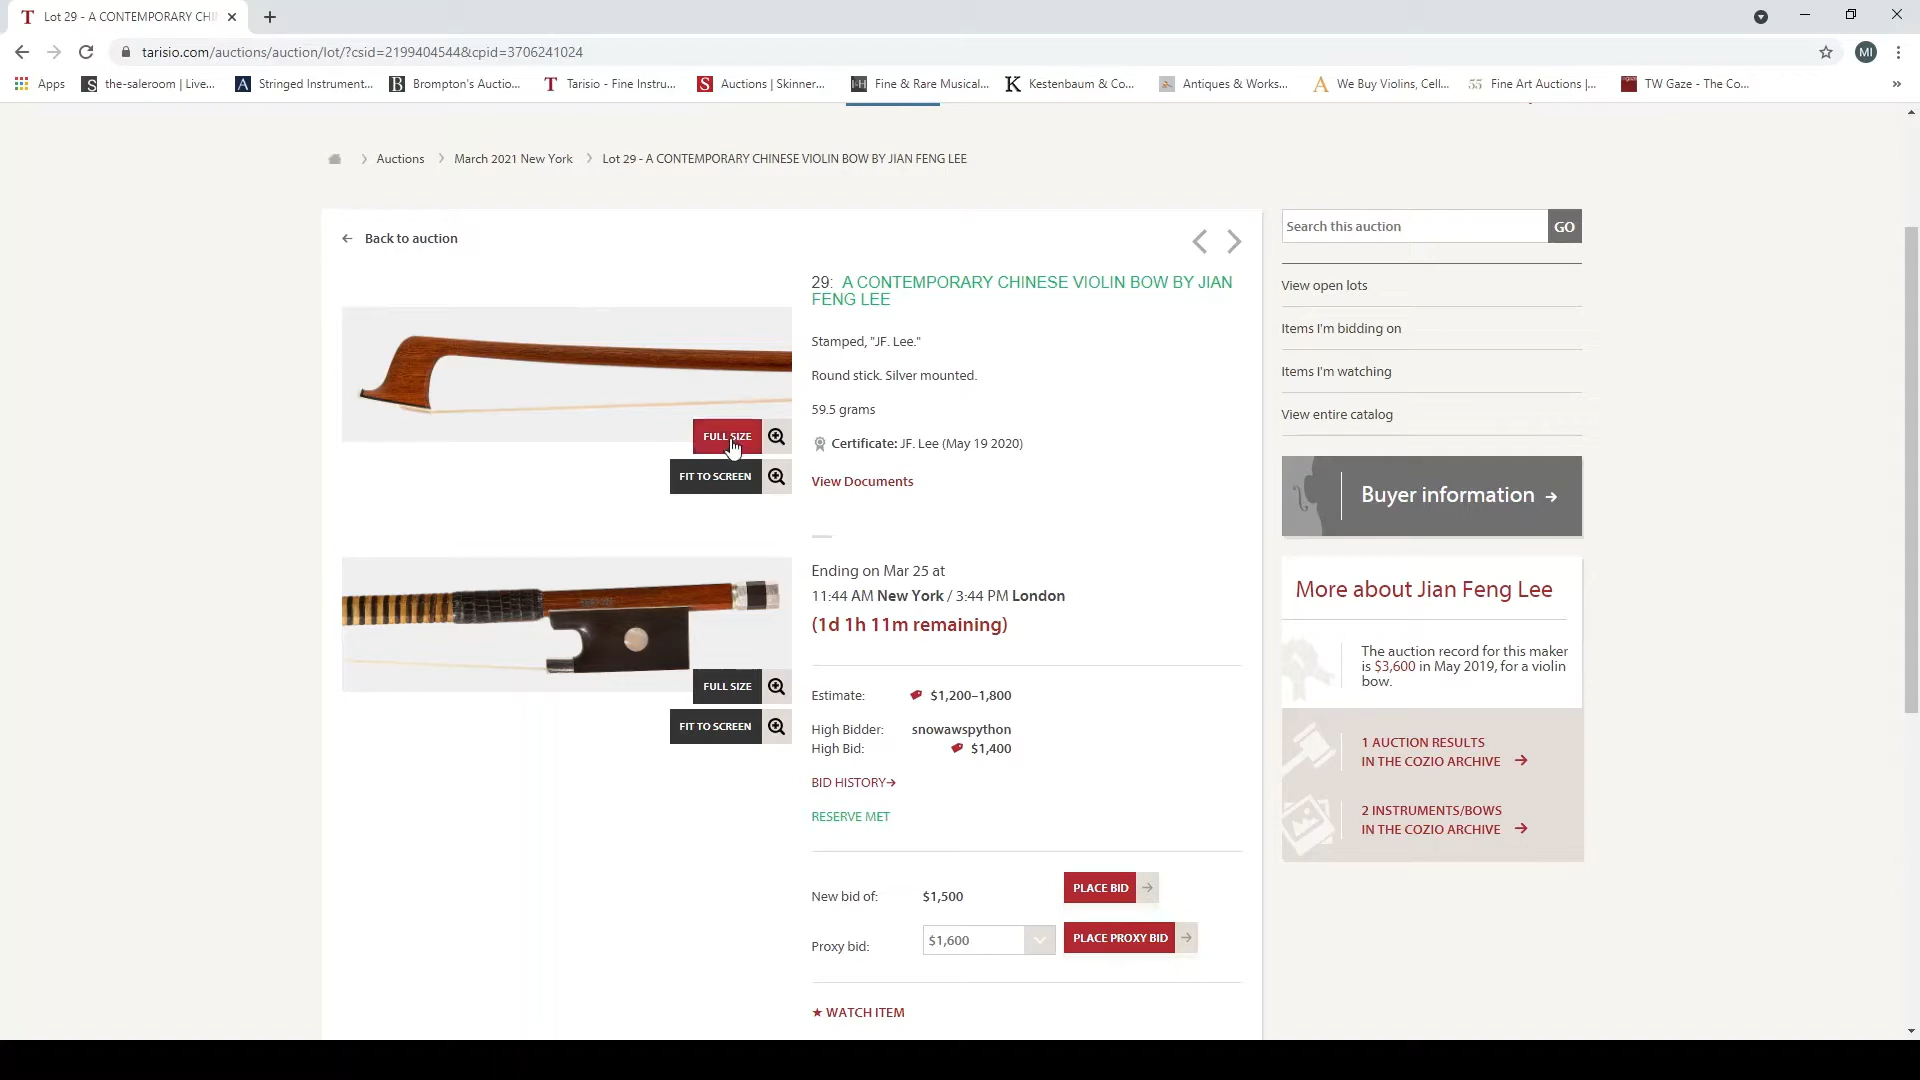 Lot 29 - A CONTEMPORARY CHI
tarisio.com/auctions/auction/lot/?csid=2199404544&cpid=3706241024
MI
Apps
the-saleroom | Live...
Stringed Instrument...
Brompton's Auctio...
Tarisio - Fine Instru...
Auctions | Skinner...
Fine & Rare Musical...
Kestenbaum & Co...
Antiques & Works...
We Buy Violins, Cell...
Fine Art Auctions |...
TW Gaze - The Co...
Auctions
March 2021 New York
Lot 29 - A CONTEMPORARY CHINESE VIOLIN BOW BY JIAN FENG LEE
Back to auction
FULL SIZE
FIT TO SCREEN
FULL SIZE
FIT TO SCREEN
29: A CONTEMPORARY CHINESE VIOLIN BOW BY JIAN
FENG LEE
Stamped, "JF. Lee."
Round stick. Silver mounted.
59.5 grams
Certificate: JF. Lee (May 19 2020)
View Documents
Ending on Mar 25 at
11:44 AM New York / 3:44 PM London
(1d 1h 11m remaining)
Estimate: $1,200–1,800
High Bidder: snowawspython
High Bid: $1,400
BID HISTORY→
RESERVE MET
New bid of: $1,500 PLACE BID
Proxy bid: $1,600 PLACE PROXY BID
★ WATCH ITEM
Search this auction GO
View open lots
Items I'm bidding on
Items I'm watching
View entire catalog
Buyer information →
More about Jian Feng Lee
The auction record for this maker
is $3,600 in May 2019, for a violin
bow.
1 AUCTION RESULTS
IN THE COZIO ARCHIVE →
2 INSTRUMENTS/BOWS
IN THE COZIO ARCHIVE →